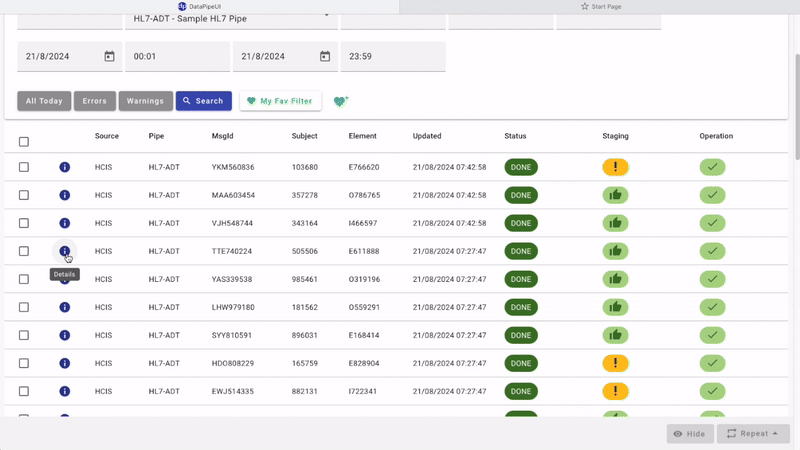 DataPipeUI
Start Page
HL7-ADT - Sample HL7 Pipe
21/8/2024 00:01 21/8/2024 23:59
All Today Errors Warnings Search My Fav Filter
Source Pipe MsgId Subject Element Updated Status Staging Operation
HCIS HL7-ADT YKM560836 103680 E766620 21/08/2024 07:42:58 DONE
HCIS HL7-ADT MAA603454 357278 O786765 21/08/2024 07:42:58 DONE
HCIS HL7-ADT VJH548744 343164 I466597 21/08/2024 07:42:58 DONE
HCIS HL7-ADT TTE740224 505506 E611888 21/08/2024 07:27:47 DONE
Details
HCIS HL7-ADT YAS339538 985461 O319196 21/08/2024 07:27:47 DONE
HCIS HL7-ADT LHW979180 181562 O559291 21/08/2024 07:27:47 DONE
HCIS HL7-ADT SYY810591 896031 E168414 21/08/2024 07:27:47 DONE
HCIS HL7-ADT HDO808229 165759 E828904 21/08/2024 07:27:47 DONE
HCIS HL7-ADT EWJ514335 882131 I722341 21/08/2024 07:27:47 DONE
Hide Repeat